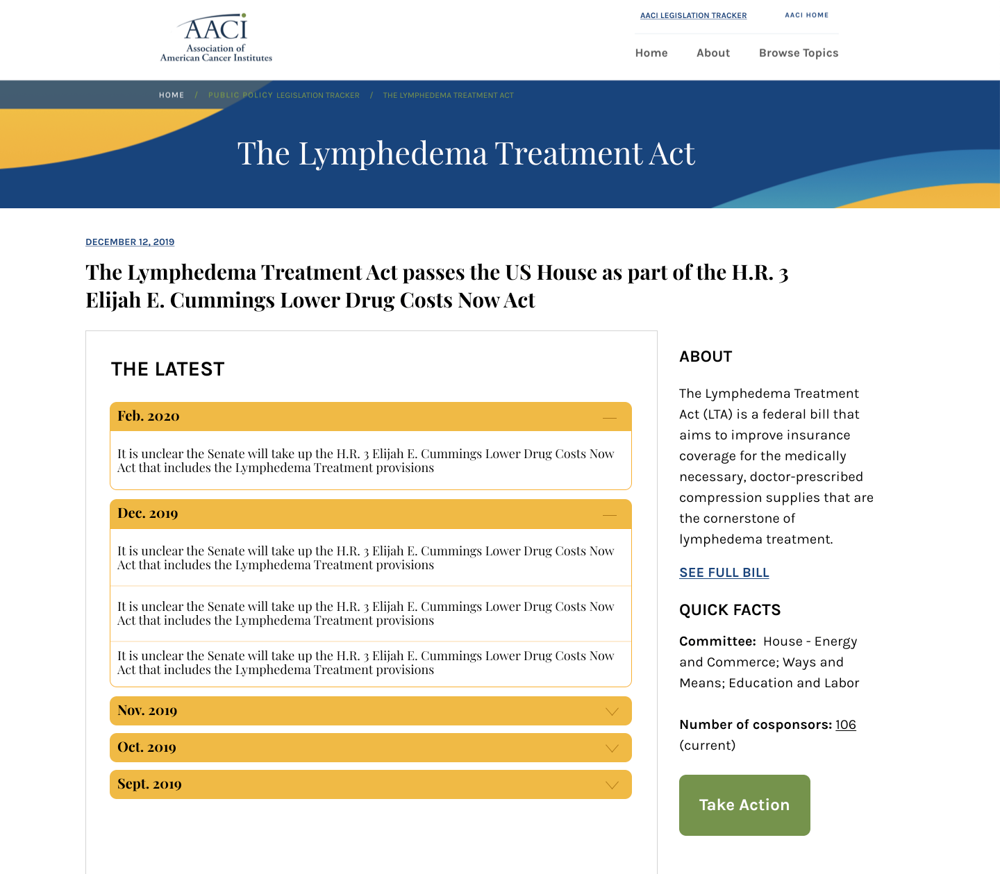 AACI
Association of
American Cancer Institutes
AACI LEGISLATION TRACKER
AACI HOME
Home
About
Browse Topics
HOME / PUBLIC POLICY LEGISLATION TRACKER / THE LYMPHEDEMA TREATMENT ACT
The Lymphedema Treatment Act
DECEMBER 12, 2019
The Lymphedema Treatment Act passes the US House as part of the H.R. 3
Elijah E. Cummings Lower Drug Costs Now Act
THE LATEST
Feb. 2020
It is unclear the Senate will take up the H.R. 3 Elijah E. Cummings Lower Drug Costs Now
Act that includes the Lymphedema Treatment provisions
Dec. 2019
It is unclear the Senate will take up the H.R. 3 Elijah E. Cummings Lower Drug Costs Now
Act that includes the Lymphedema Treatment provisions
It is unclear the Senate will take up the H.R. 3 Elijah E. Cummings Lower Drug Costs Now
Act that includes the Lymphedema Treatment provisions
It is unclear the Senate will take up the H.R. 3 Elijah E. Cummings Lower Drug Costs Now
Act that includes the Lymphedema Treatment provisions
Nov. 2019
Oct. 2019
Sept. 2019
ABOUT
The Lymphedema Treatment
Act (LTA) is a federal bill that
aims to improve insurance
coverage for the medically
necessary, doctor-prescribed
compression supplies that are
the cornerstone of
lymphedema treatment.
SEE FULL BILL
QUICK FACTS
Committee: House - Energy
and Commerce; Ways and
Means; Education and Labor
Number of cosponsors: 106
(current)
Take Action